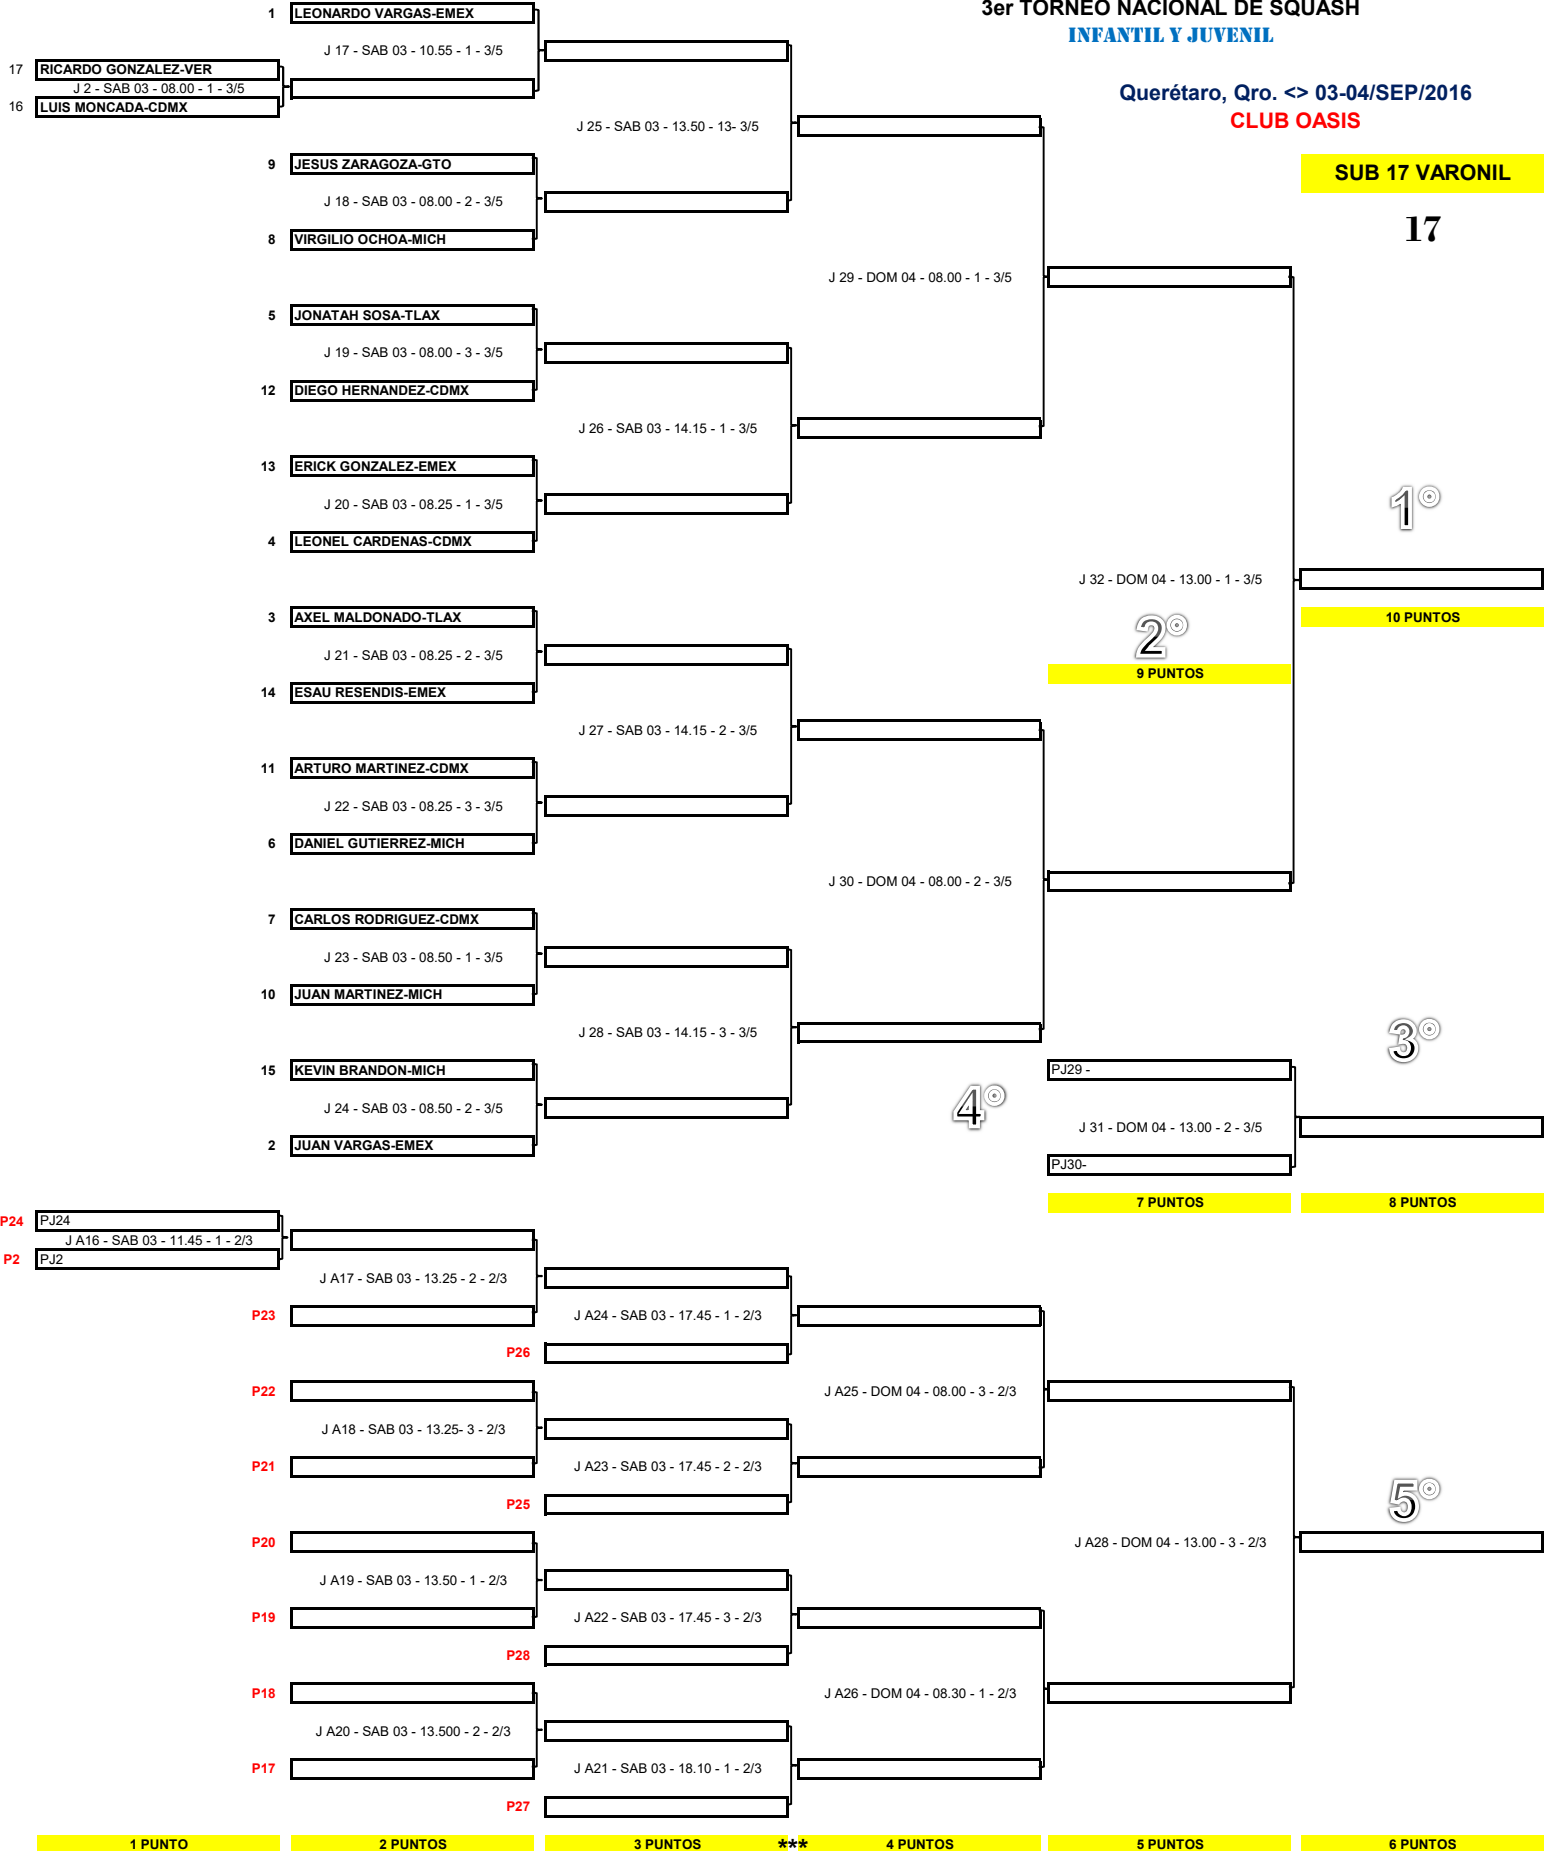 3er TORNEO NACIONAL DE SQUASH
INFANTIL Y JUVENIL
Querétaro, Qro. <> 03-04/SEP/2016
CLUB OASIS
SUB 17 VARONIL
17
1 LEONARDO VARGAS-EMEX
J 17 - SAB 03 - 10.55 - 1 - 3/5
17 RICARDO GONZALEZ-VER
J 2 - SAB 03 - 08.00 - 1 - 3/5
16 LUIS MONCADA-CDMX
J 25 - SAB 03 - 13.50 - 13- 3/5
9 JESUS ZARAGOZA-GTO
J 18 - SAB 03 - 08.00 - 2 - 3/5
8 VIRGILIO OCHOA-MICH
J 29 - DOM 04 - 08.00 - 1 - 3/5
5 JONATAH SOSA-TLAX
J 19 - SAB 03 - 08.00 - 3 - 3/5
12 DIEGO HERNANDEZ-CDMX
J 26 - SAB 03 - 14.15 - 1 - 3/5
13 ERICK GONZALEZ-EMEX
J 20 - SAB 03 - 08.25 - 1 - 3/5
4 LEONEL CARDENAS-CDMX
1°
J 32 - DOM 04 - 13.00 - 1 - 3/5
10 PUNTOS
2°
9 PUNTOS
3 AXEL MALDONADO-TLAX
J 21 - SAB 03 - 08.25 - 2 - 3/5
14 ESAU RESENDIS-EMEX
J 27 - SAB 03 - 14.15 - 2 - 3/5
11 ARTURO MARTINEZ-CDMX
J 22 - SAB 03 - 08.25 - 3 - 3/5
6 DANIEL GUTIERREZ-MICH
J 30 - DOM 04 - 08.00 - 2 - 3/5
7 CARLOS RODRIGUEZ-CDMX
J 23 - SAB 03 - 08.50 - 1 - 3/5
10 JUAN MARTINEZ-MICH
J 28 - SAB 03 - 14.15 - 3 - 3/5
15 KEVIN BRANDON-MICH
J 24 - SAB 03 - 08.50 - 2 - 3/5
2 JUAN VARGAS-EMEX
3°
4°
PJ29 -
J 31 - DOM 04 - 13.00 - 2 - 3/5
PJ30-
7 PUNTOS
8 PUNTOS
P24 PJ24
J A16 - SAB 03 - 11.45 - 1 - 2/3
P2 PJ2
J A17 - SAB 03 - 13.25 - 2 - 2/3
P23
J A24 - SAB 03 - 17.45 - 1 - 2/3
P26
P22
J A25 - DOM 04 - 08.00 - 3 - 2/3
J A18 - SAB 03 - 13.25- 3 - 2/3
P21
J A23 - SAB 03 - 17.45 - 2 - 2/3
P25
5°
P20
J A28 - DOM 04 - 13.00 - 3 - 2/3
J A19 - SAB 03 - 13.50 - 1 - 2/3
P19
J A22 - SAB 03 - 17.45 - 3 - 2/3
P28
P18
J A26 - DOM 04 - 08.30 - 1 - 2/3
J A20 - SAB 03 - 13.500 - 2 - 2/3
P17
J A21 - SAB 03 - 18.10 - 1 - 2/3
P27
1 PUNTO 2 PUNTOS 3 PUNTOS *** 4 PUNTOS 5 PUNTOS 6 PUNTOS